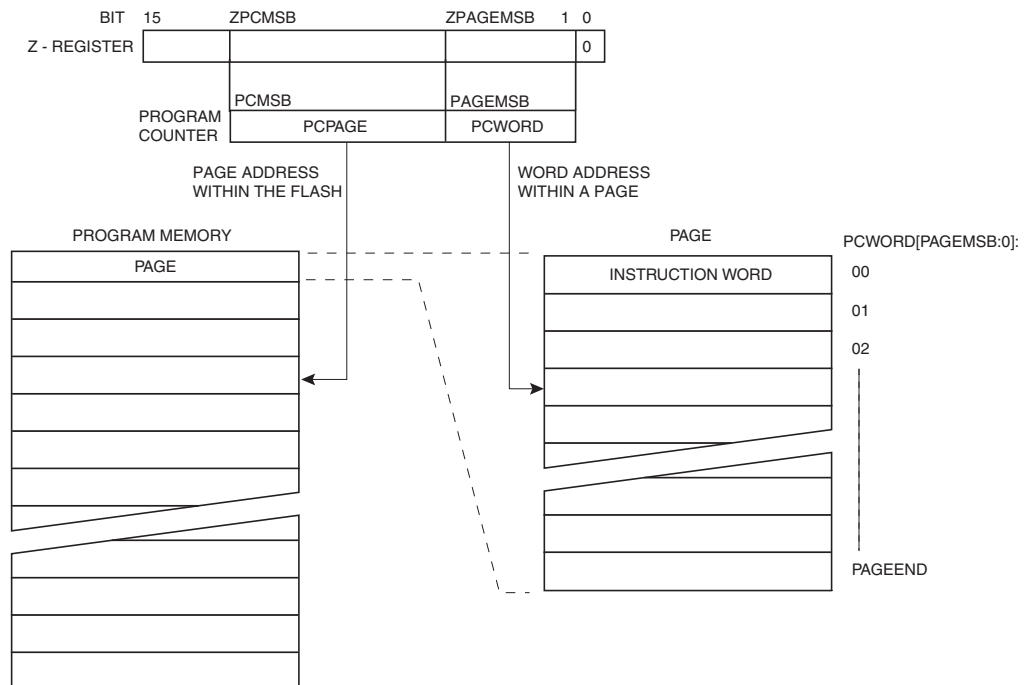 BIT 15 ZPCMSB ZPAGEMSB 1 0
Z - REGISTER 0
PCMSB PAGEMSB
PROGRAM
COUNTER
PCPAGE PCWORD
PAGE ADDRESS
WITHIN THE FLASH
WORD ADDRESS
WITHIN A PAGE
PROGRAM MEMORY
PAGE
PAGE
INSTRUCTION WORD
PCWORD[PAGEMSB:0]:
00
01
02
PAGEEND